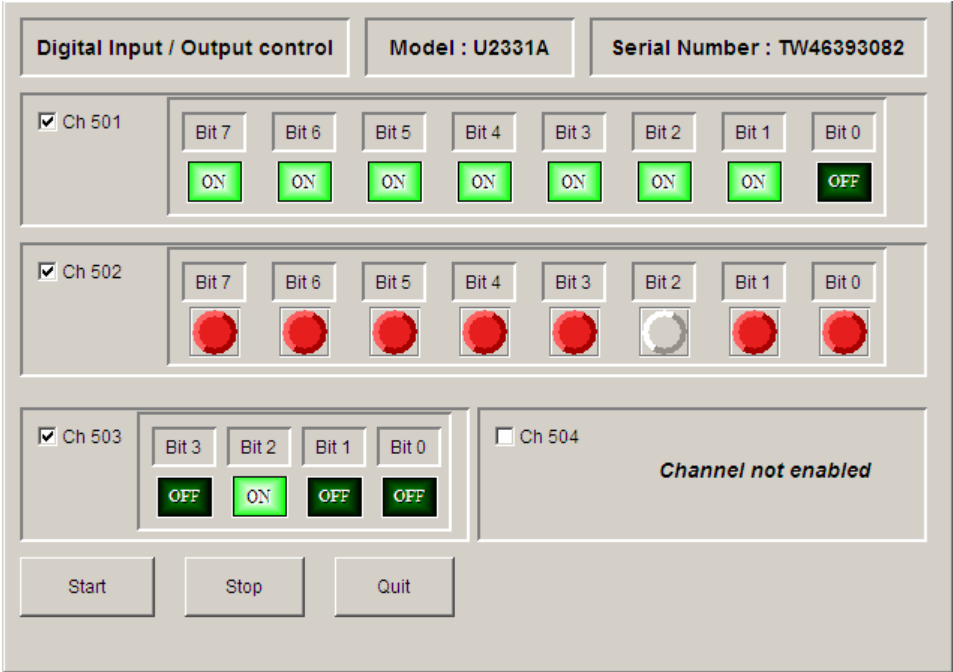 Digital Input / Output control Model : U2331A Serial Number : TW46393082
Ch 501 Bit 7 Bit 6 Bit 5 Bit 4 Bit 3 Bit 2 Bit 1 Bit 0
ON ON ON ON ON ON ON OFF
Ch 502 Bit 7 Bit 6 Bit 5 Bit 4 Bit 3 Bit 2 Bit 1 Bit 0
Ch 503 Bit 3 Bit 2 Bit 1 Bit 0
OFF ON OFF OFF
Ch 504
Channel not enabled
Start Stop Quit